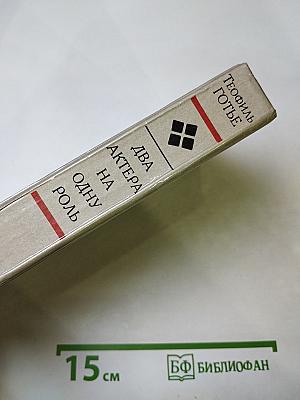 Теофиль
ГОТЬЕ
ДВА
АКТЕРА
НА
ОДНУ
РОЛЬ
15 см
БФ БИБЛИОФАН